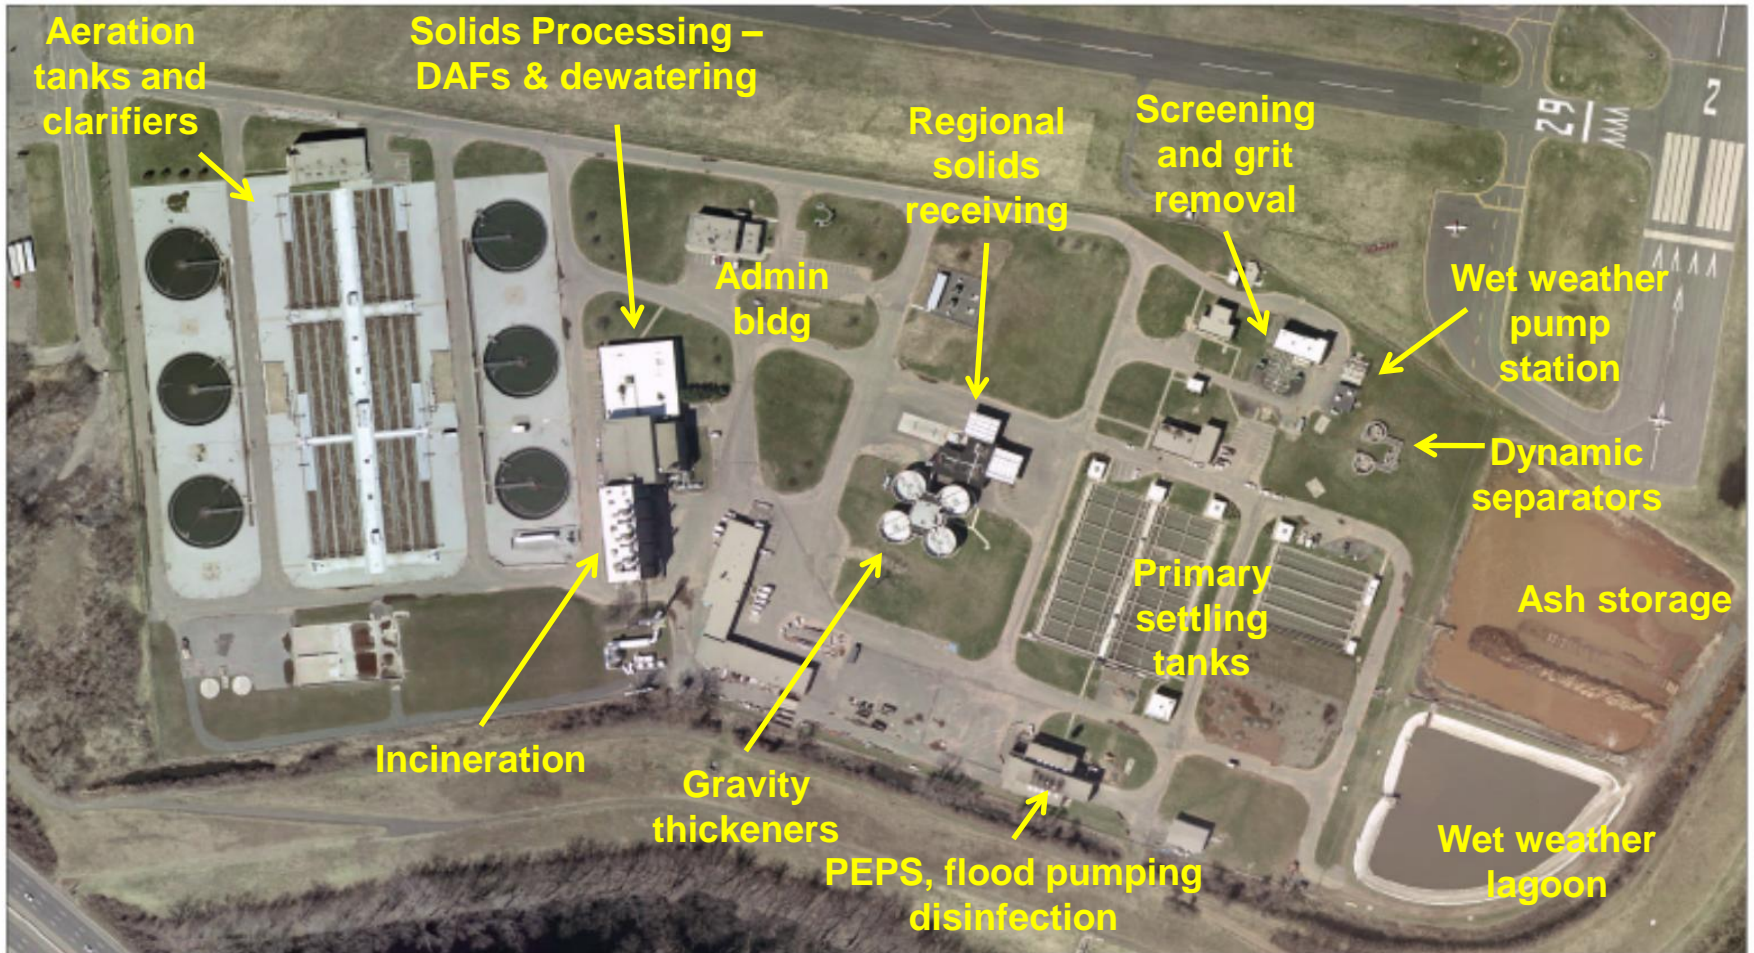 Aeration
tanks and
clarifiers
Solids Processing –
DAFs & dewatering
Regional
solids
receiving
Screening
and grit
removal
29
2
Admin
bldg
Wet weather
pump
station
Dynamic
separators
Primary
settling
tanks
Ash storage
Incineration
Gravity
thickeners
PEPS, flood pumping
disinfection
Wet weather
lagoon